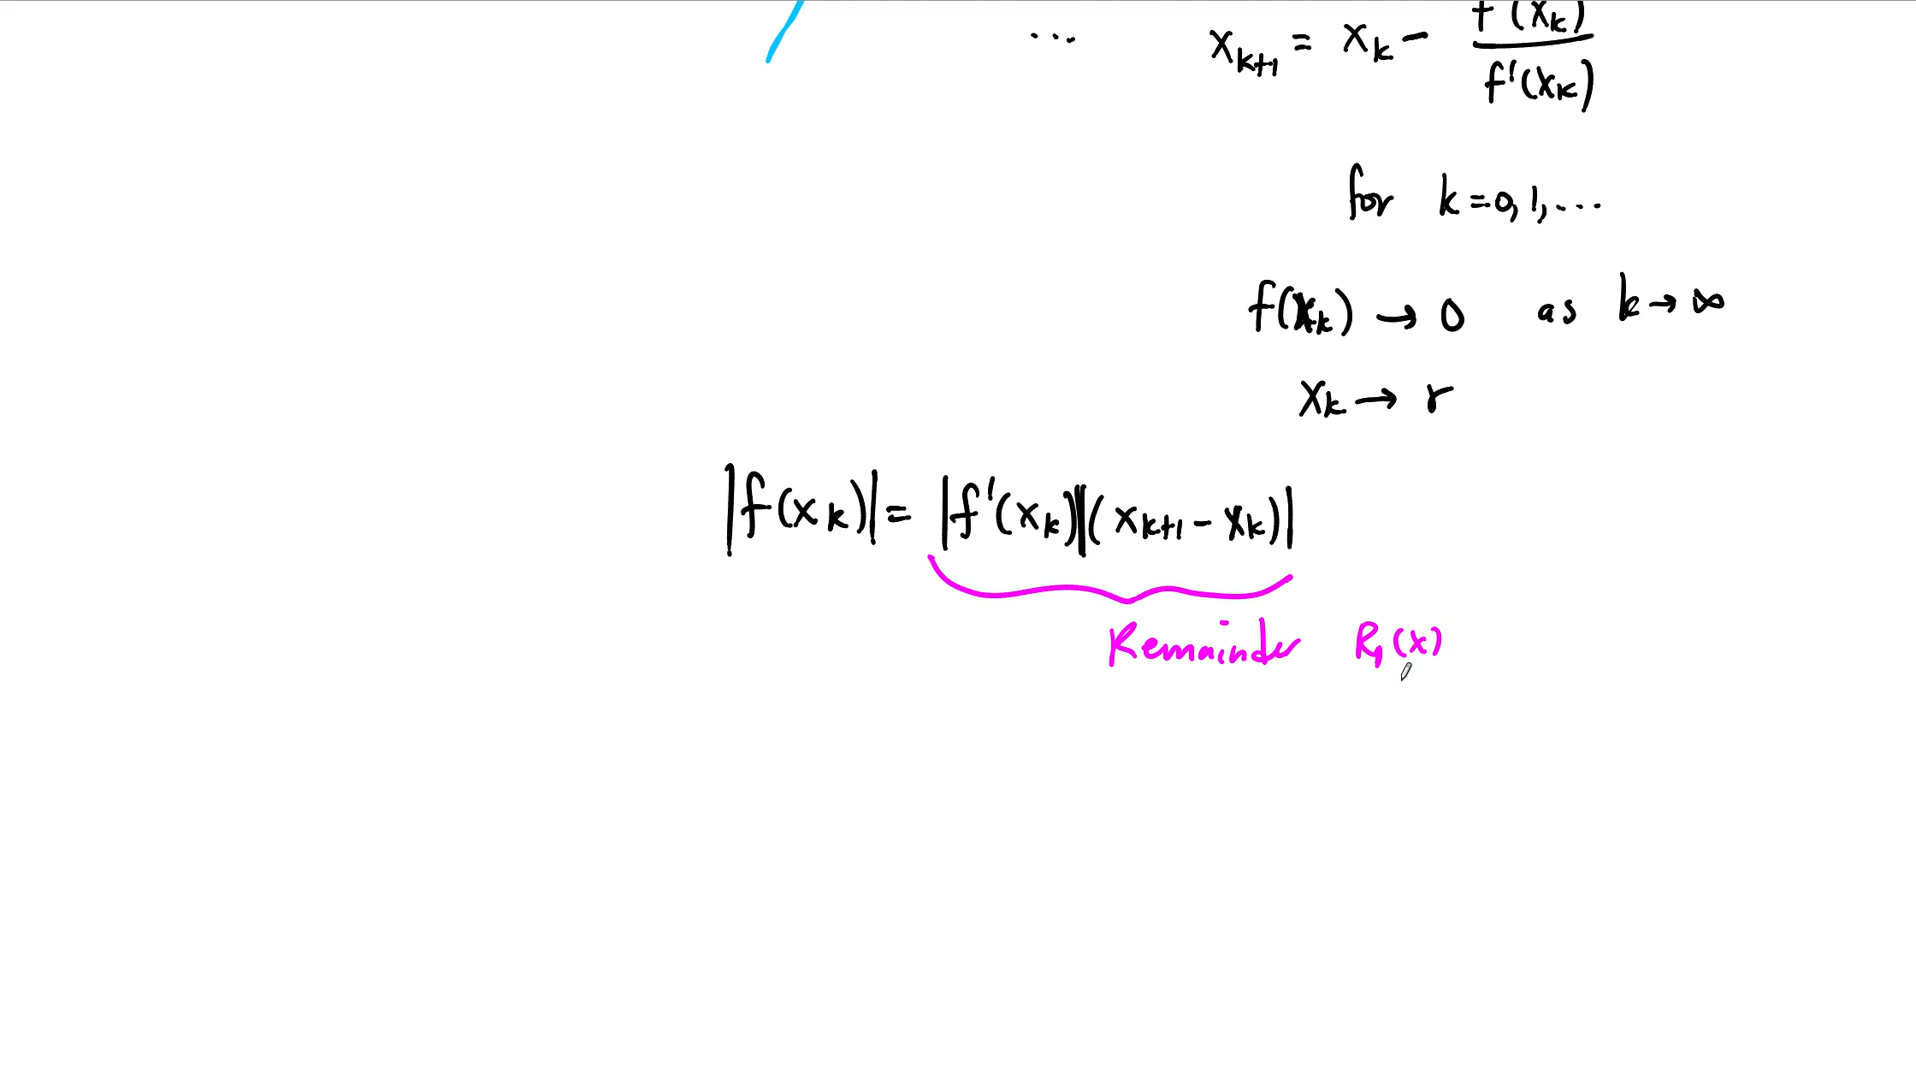 ... x_{k+1} = x_k - f(x_k) / f'(x_k)
for k = 0, 1, ...
f(x_k) → 0 as k → ∞
x_k → r
|f(x_k)| = |f'(x_k)||(x_{k+1} - x_k)|
Remainder R_1(x)